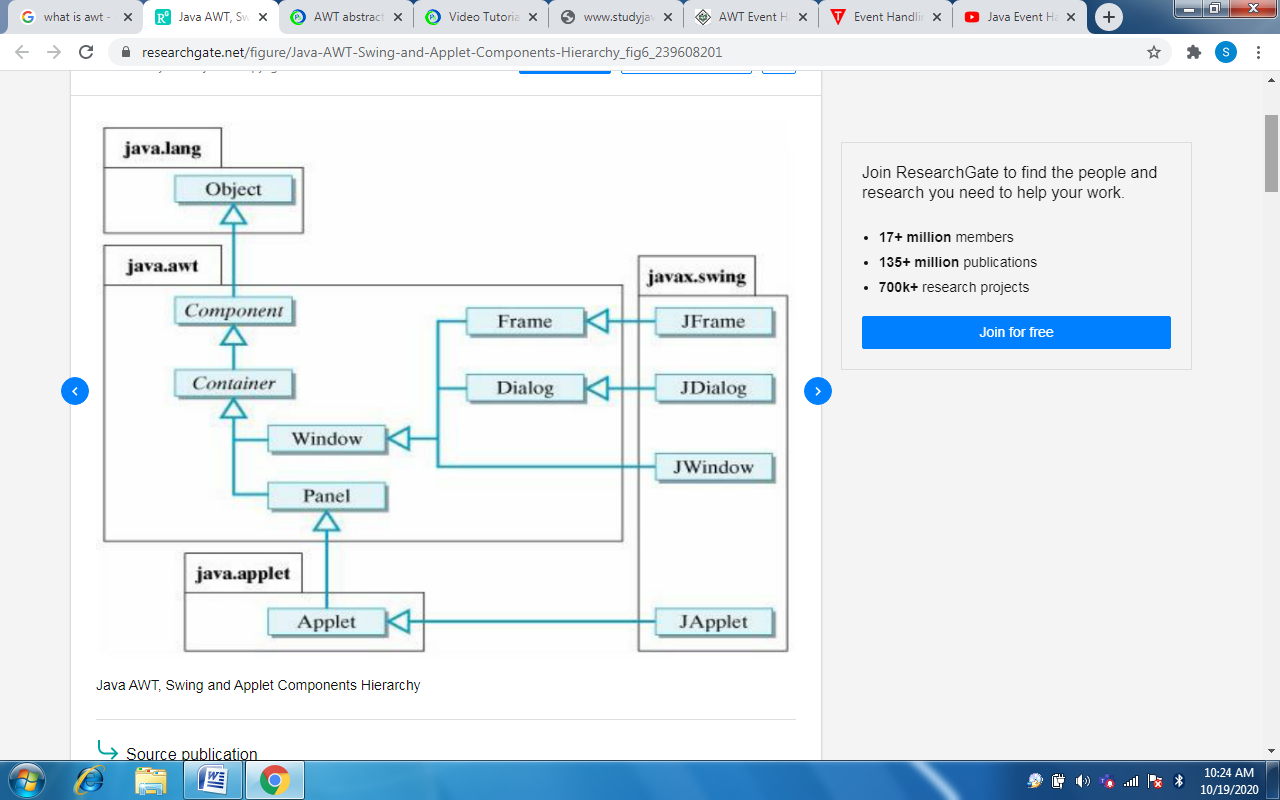 what is awt -
Java AWT, Sw
AWT abstract
Video Tutoria
www.studyjav
AWT Event H
Event Handlin
Java Event Ha
researchgate.net/figure/Java-AWT-Swing-and-Applet-Components-Hierarchy_fig6_239608201
S
java.lang
Object
java.awt
javax.swing
Component
Frame
JFrame
Container
Dialog
JDialog
Window
JWindow
Panel
java.applet
Applet
JApplet
Java AWT, Swing and Applet Components Hierarchy
Source publication
Join ResearchGate to find the people and
research you need to help your work.
• 17+ million members
• 135+ million publications
• 700k+ research projects
Join for free
10:24 AM
10/19/2020